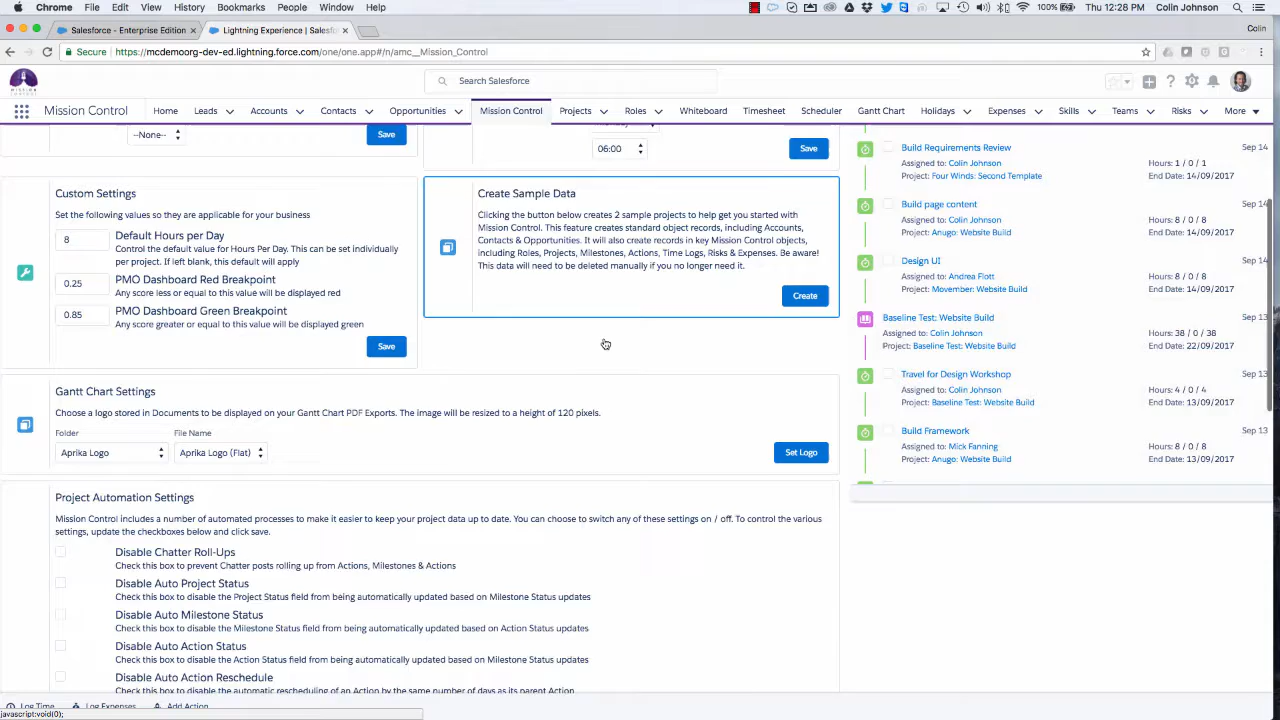 Chrome File Edit View History Bookmarks People Window Help
100% Thu 12:28 PM Colin Johnson
Salesforce - Enterprise Edition × Lightning Experience | Salesf ×
Colin
Secure https://mcdemoorg-dev-ed.lightning.force.com/one/one.app#/n/amc__Mission_Control
Search Salesforce
Mission Control Home Leads Accounts Contacts Opportunities Mission Control Projects Roles Whiteboard Timesheet Scheduler Gantt Chart Holidays Expenses Skills Teams Risks More
--None-- Save
06:00 Save
Custom Settings
Set the following values so they are applicable for your business
8 Default Hours per Day
Control the default value for Hours Per Day. This can be set individually
per project. If left blank, this default will apply
0.25 PMO Dashboard Red Breakpoint
Any score less or equal to this value will be displayed red
0.85 PMO Dashboard Green Breakpoint
Any score greater or equal to this value will be displayed green
Save
Create Sample Data
Clicking the button below creates 2 sample projects to help get you started with
Mission Control. This feature creates standard object records, including Accounts,
Contacts & Opportunities. It will also create records in key Mission Control objects,
including Roles, Projects, Milestones, Actions, Time Logs, Risks & Expenses. Be aware!
This data will need to be deleted manually if you no longer need it.
Create
Gantt Chart Settings
Choose a logo stored in Documents to be displayed on your Gantt Chart PDF Exports. The image will be resized to a height of 120 pixels.
Folder File Name
Aprika Logo Aprika Logo (Flat) Set Logo
Project Automation Settings
Mission Control includes a number of automated processes to make it easier to keep your project data up to date. You can choose to switch any of these settings on / off. To control the various
settings, update the checkboxes below and click save.
Disable Chatter Roll-Ups
Check this box to prevent Chatter posts rolling up from Actions, Milestones & Actions
Disable Auto Project Status
Check this box to disable the Project Status field from being automatically updated based on Milestone Status updates
Disable Auto Milestone Status
Check this box to disable the Milestone Status field from being automatically updated based on Action Status updates
Disable Auto Action Status
Check this box to disable the Action Status field from being automatically updated based on Milestone Status updates
Disable Auto Action Reschedule
Check this box to disable the automatic rescheduling of an Action by the same number of days as its parent Action
Build Requirements Review Sep 14
Assigned to: Colin Johnson Hours: 1 / 0 / 1
Project: Four Winds: Second Template End Date: 14/09/2017
Build page content Sep 14
Assigned to: Colin Johnson Hours: 8 / 0 / 8
Project: Anugo: Website Build End Date: 14/09/2017
Design UI Sep 14
Assigned to: Andrea Flott Hours: 8 / 0 / 8
Project: Movember: Website Build End Date: 14/09/2017
Baseline Test: Website Build Sep 13
Assigned to: Colin Johnson Hours: 38 / 0 / 38
Project: Baseline Test: Website Build End Date: 22/09/2017
Travel for Design Workshop Sep 13
Assigned to: Colin Johnson Hours: 4 / 0 / 4
Project: Baseline Test: Website Build End Date: 13/09/2017
Build Framework Sep 13
Assigned to: Mick Fanning Hours: 8 / 0 / 8
Project: Anugo: Website Build End Date: 13/09/2017
Log Time Log Expenses Add Action
javascript:void(0);